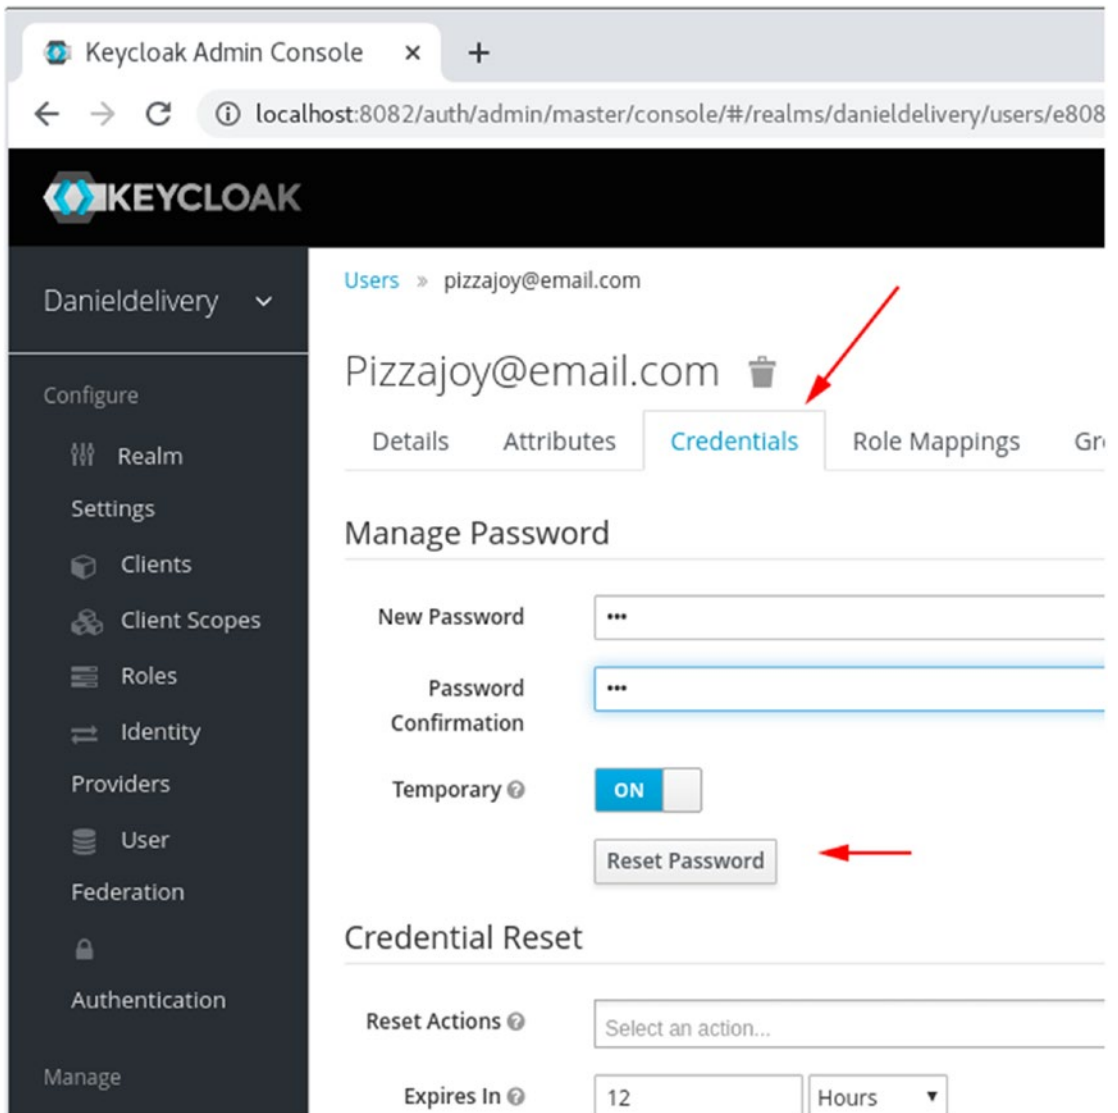 Keycloak Admin Console × +
localhost:8082/auth/admin/master/console/#/realms/danieldelivery/users/e808
KEYCLOAK
Danieldelivery
Configure
Realm
Settings
Clients
Client Scopes
Roles
Identity
Providers
User
Federation
Authentication
Manage
Users » pizzajoy@email.com
Pizzajoy@email.com
Details Attributes Credentials Role Mappings
Manage Password
New Password •••
Password
Confirmation •••
Temporary ON
Reset Password
Credential Reset
Reset Actions Select an action...
Expires In 12 Hours